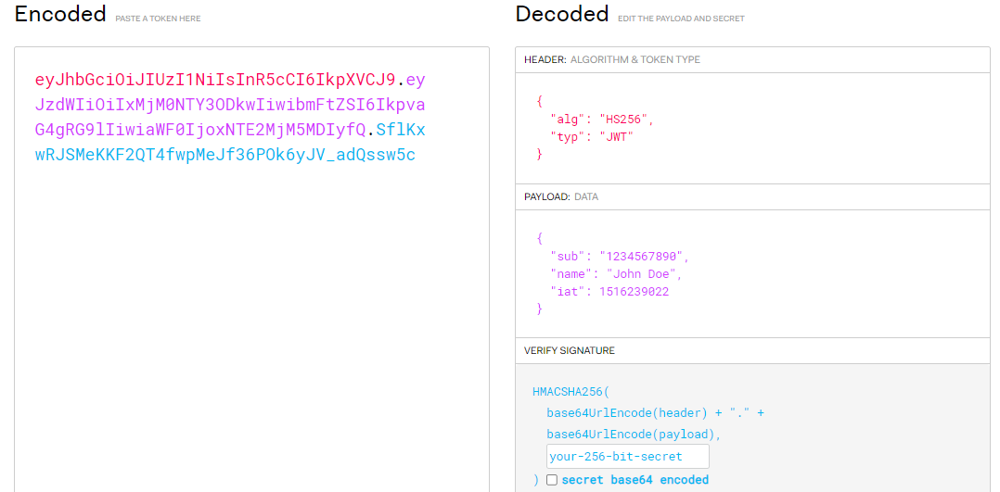 Encoded PASTE A TOKEN HERE
eyJhbGciOiJIUzI1NiIsInR5cCI6IkpXVCJ9.ey
JzdWIiOiIxMjM0NTY3ODkwIiwibmFtZSI6Ikpva
G4gRG9lIiwiaWF0IjoxNTE2MjM5MDIyfQ.SflKx
wRJSMeKKF2QT4fwpMeJf36POk6yJV_adQssw5c
Decoded EDIT THE PAYLOAD AND SECRET
HEADER: ALGORITHM & TOKEN TYPE
{
"alg": "HS256",
"typ": "JWT"
}
PAYLOAD: DATA
{
"sub": "1234567890",
"name": "John Doe",
"iat": 1516239022
}
VERIFY SIGNATURE
HMACSHA256(
base64UrlEncode(header) + "." +
base64UrlEncode(payload),
your-256-bit-secret
) secret base64 encoded